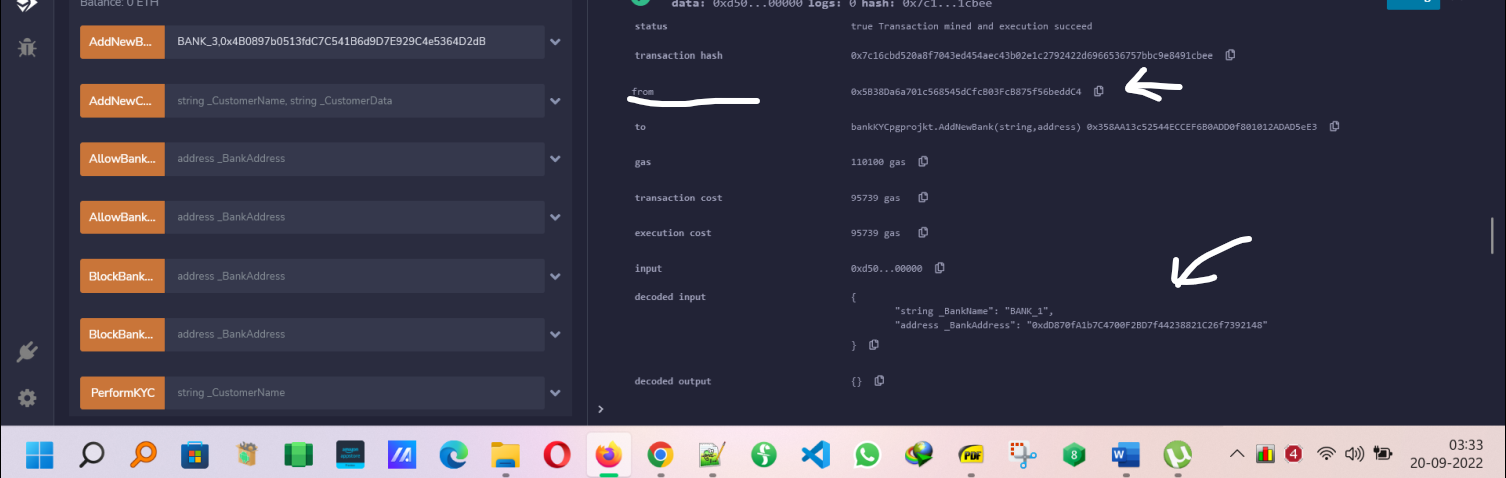 Balance: 0 ETH
AddNewB... BANK_3,0x4B0897b0513fdC7C541B6d9D7E929C4e5364D2dB
AddNewC... string _CustomerName, string _CustomerData
AllowBank... address _BankAddress
AllowBank... address _BankAddress
BlockBank... address _BankAddress
BlockBank... address _BankAddress
PerformKYC string _CustomerName
data: 0xd50...00000 logs: 0 hash: 0x7c1...1cbee
status true Transaction mined and execution succeed
transaction hash 0x7c16cbd520a8f7043ed454aec43b02e1c2792422d6966536757bbc9e8491cbee
from 0x5B38Da6a701c568545dCfcB03FcB875f56beddC4
to bankKYCpgprojkt.AddNewBank(string,address) 0x358AA13c52544ECCEF6B0ADD0f801012ADAD5eE3
gas 110100 gas
transaction cost 95739 gas
execution cost 95739 gas
input 0xd50...00000
decoded input {
"string _BankName": "BANK_1",
"address _BankAddress": "0xdD870fA1b7C4700F2BD7f44238821C26f7392148"
}
decoded output {}
>
PDF
8
W
4
03:33
20-09-2022